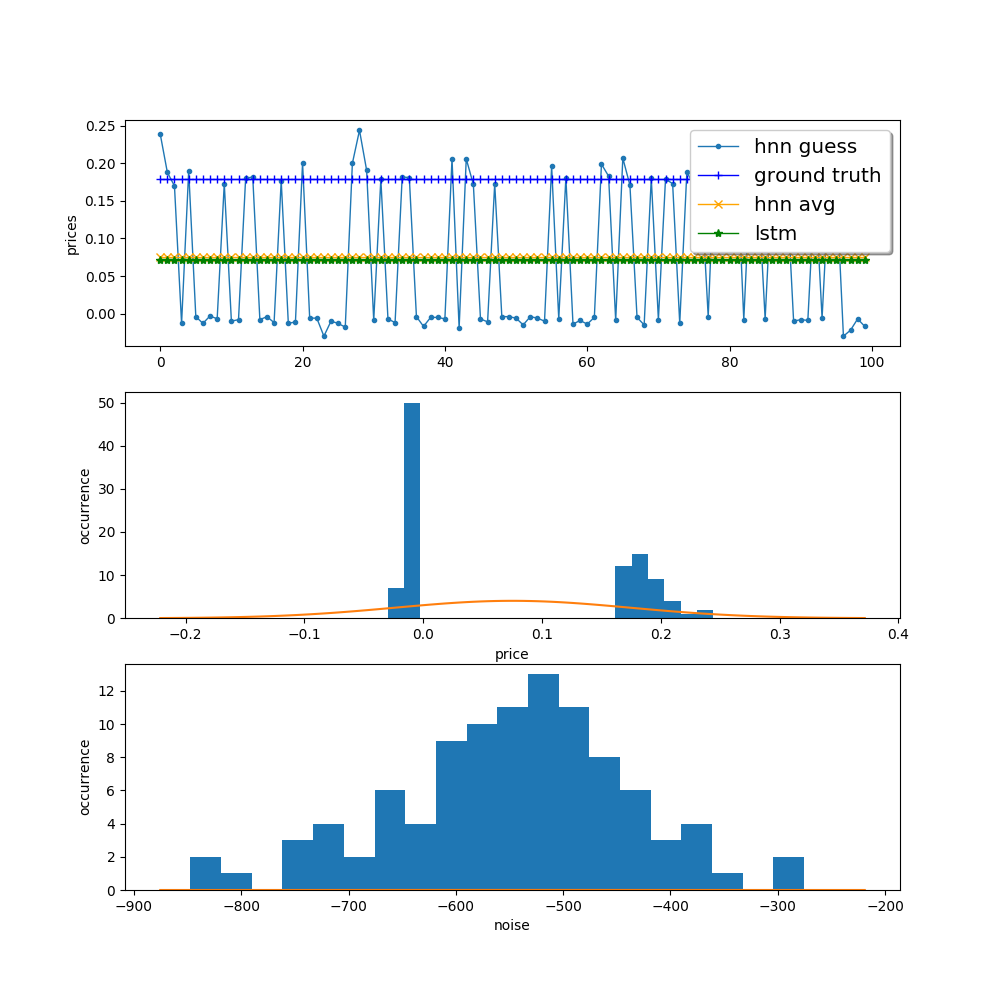 0.25
0.20
0.15
0.10
0.05
0.00
prices
hnn guess
ground truth
hnn avg
lstm
0 20 40 60 80 100
50
40
30
20
10
0
occurrence
−0.2 −0.1 0.0 0.1 0.2 0.3 0.4
price
12
10
8
6
4
2
0
occurrence
−900 −800 −700 −600 −500 −400 −300 −200
noise